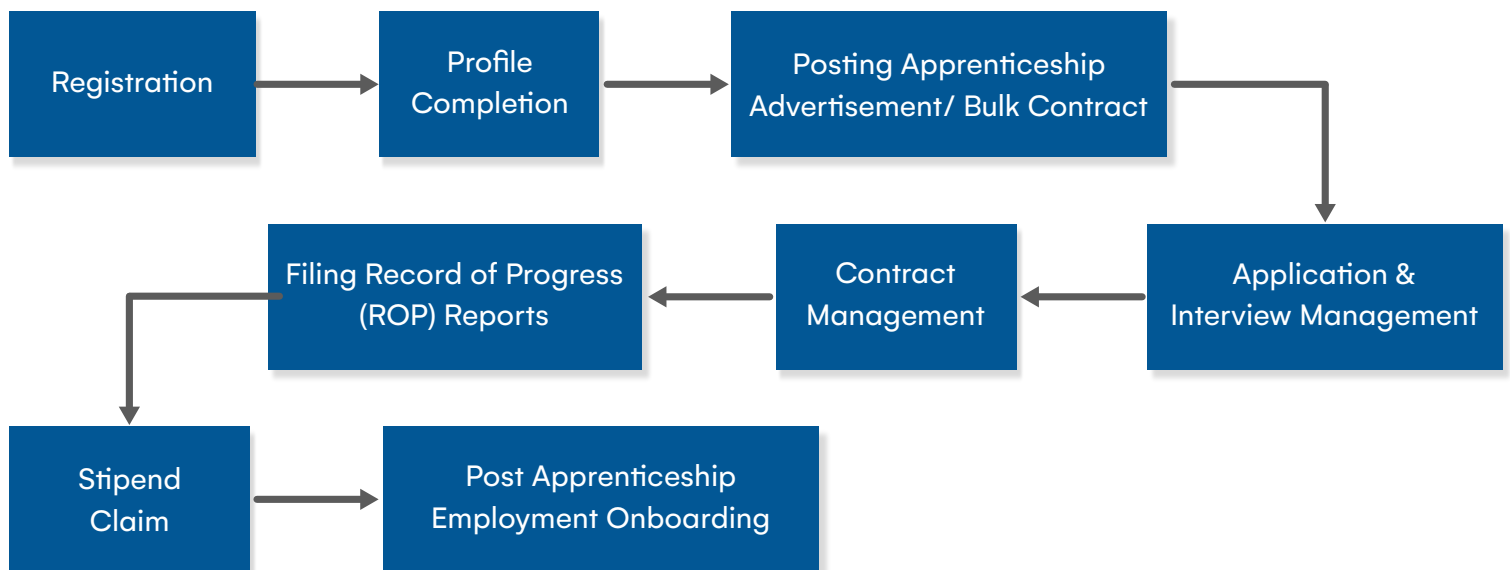 Registration
Profile
Completion
Posting Apprenticeship
Advertisement/ Bulk Contract
Application &
Interview Management
Contract
Management
Filing Record of Progress
(ROP) Reports
Stipend
Claim
Post Apprenticeship
Employment Onboarding